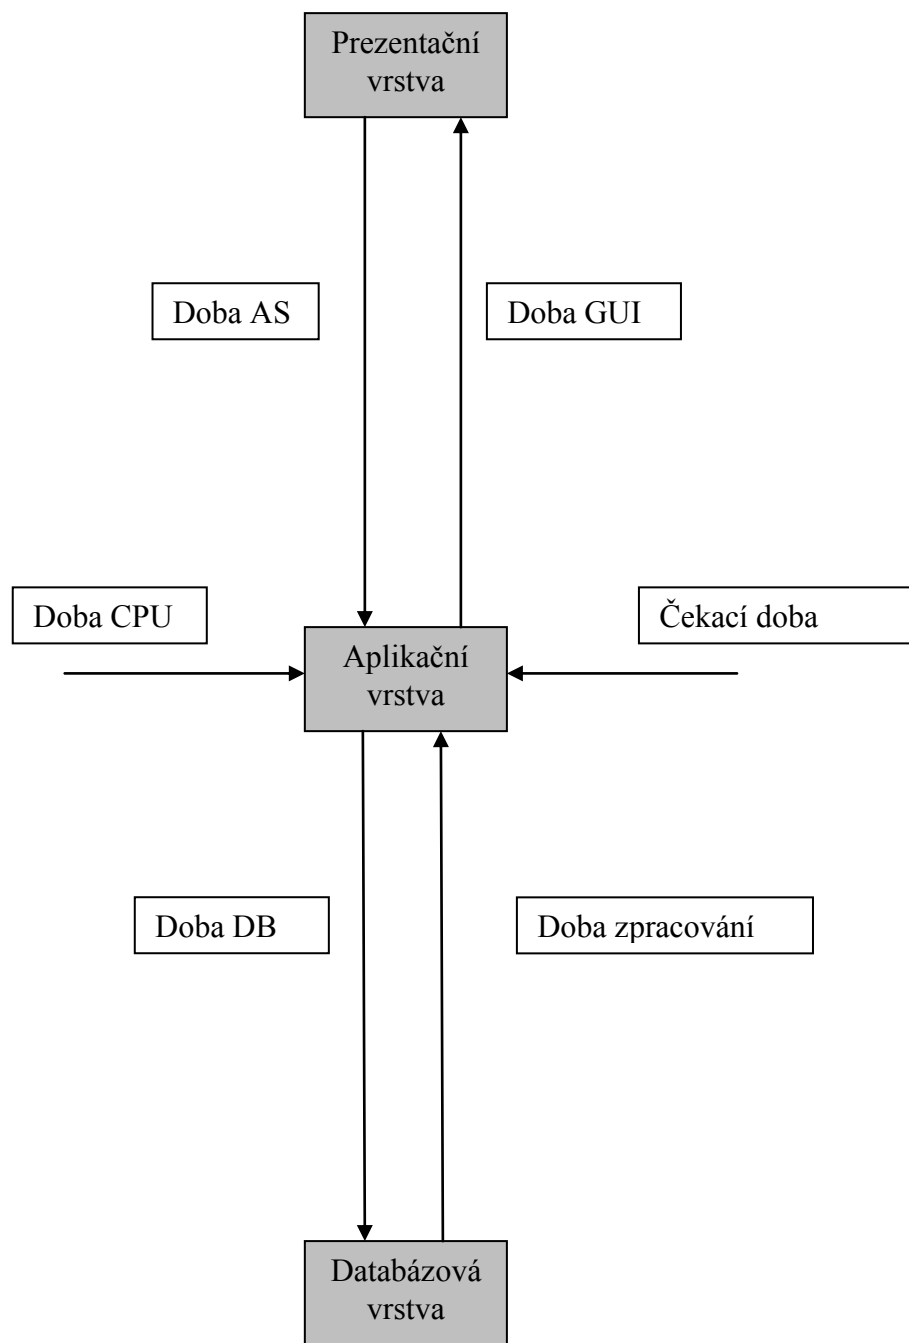 Prezentační
vrstva
Doba AS
Doba GUI
Doba CPU
Čekací doba
Aplikační
vrstva
Doba DB
Doba zpracování
Databázová
vrstva